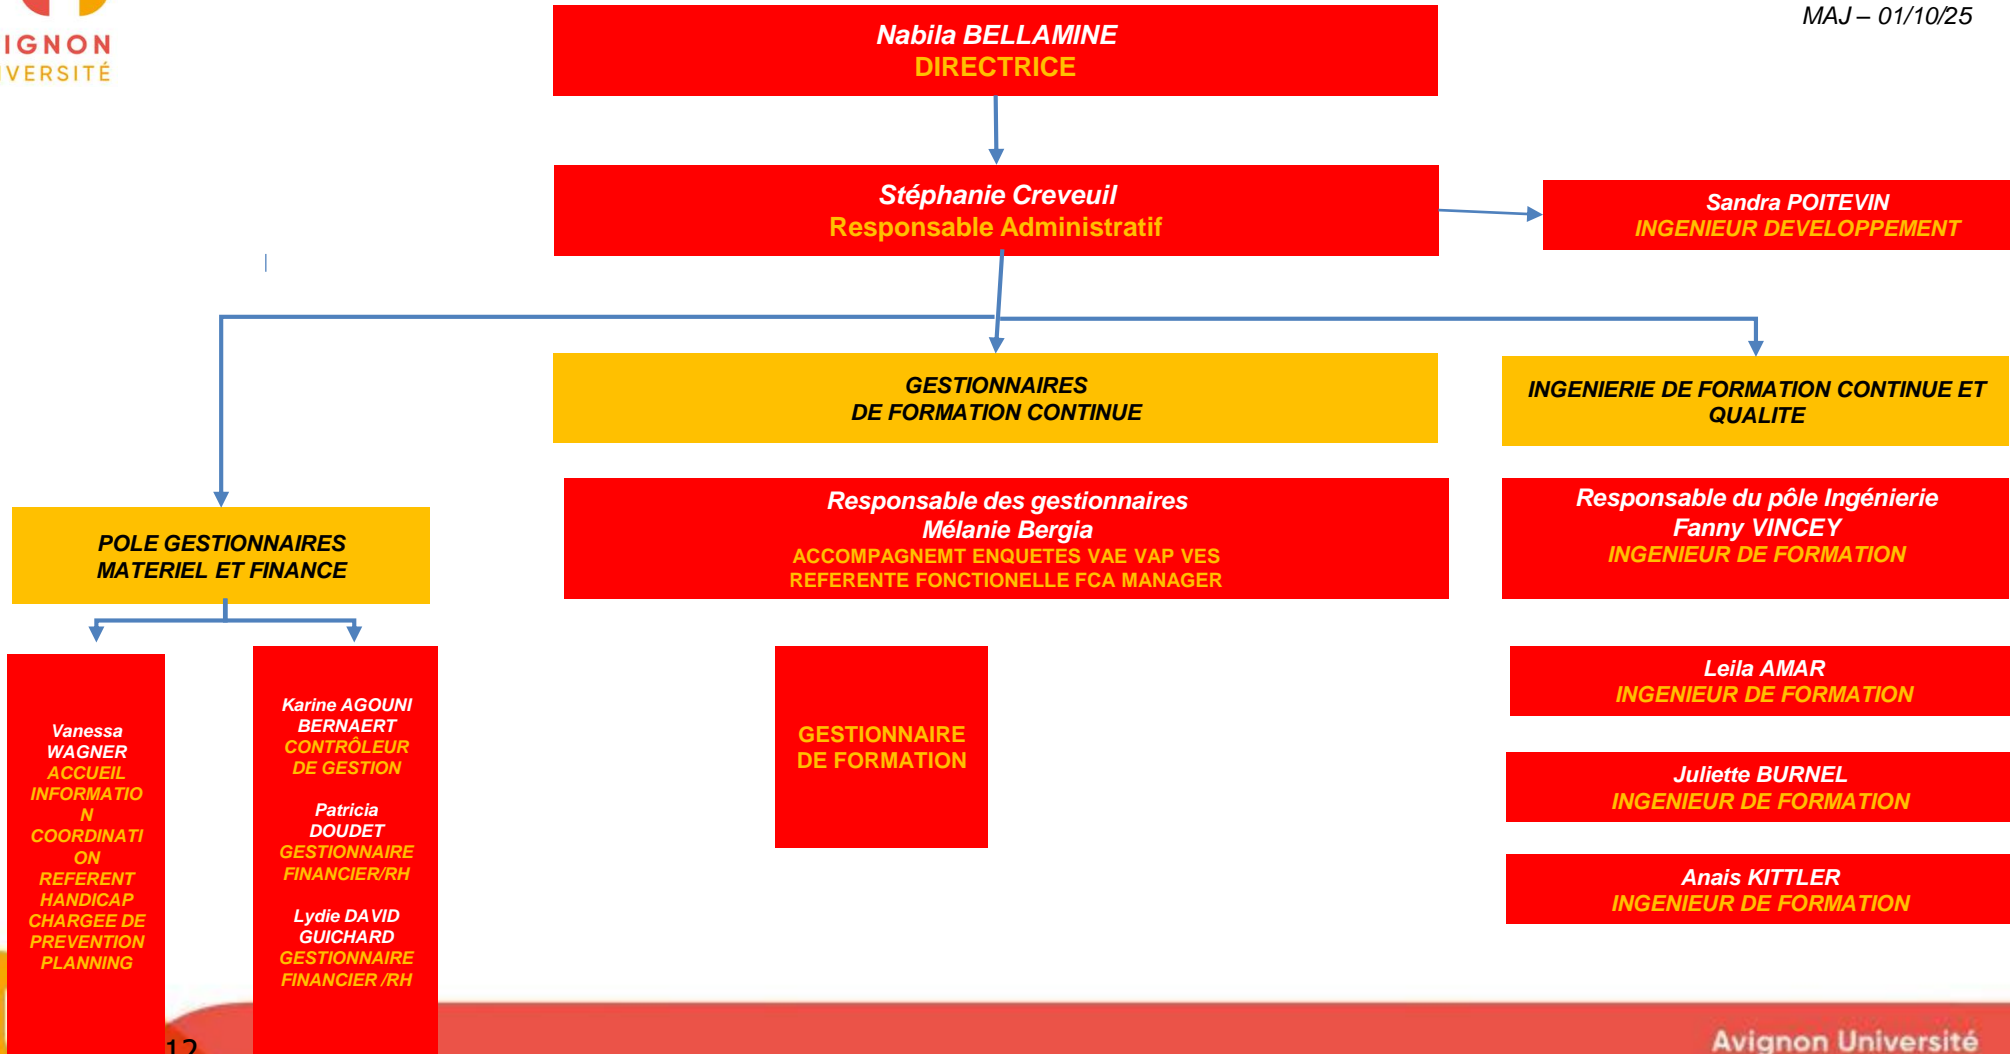 IGNON
IVERSITÉ
MAJ – 01/10/25
Nabila BELLAMINE
DIRECTRICE
Stéphanie Creveuil
Responsable Administratif
Sandra POITEVIN
INGENIEUR DEVELOPPEMENT
GESTIONNAIRES
DE FORMATION CONTINUE
INGENIERIE DE FORMATION CONTINUE ET
QUALITE
Responsable des gestionnaires
Mélanie Bergia
ACCOMPAGNEMT ENQUETES VAE VAP VES
REFERENTE FONCTIONELLE FCA MANAGER
Responsable du pôle Ingénierie
Fanny VINCEY
INGENIEUR DE FORMATION
POLE GESTIONNAIRES
MATERIEL ET FINANCE
Vanessa
WAGNER
ACCUEIL
INFORMATIO
N
COORDINATI
ON
REFERENT
HANDICAP
CHARGEE DE
PREVENTION
PLANNING
Karine AGOUNI
BERNAERT
CONTRÔLEUR
DE GESTION
Patricia
DOUDET
GESTIONNAIRE
FINANCIER/RH
Lydie DAVID
GUICHARD
GESTIONNAIRE
FINANCIER /RH
GESTIONNAIRE
DE FORMATION
Leila AMAR
INGENIEUR DE FORMATION
Juliette BURNEL
INGENIEUR DE FORMATION
Anais KITTLER
INGENIEUR DE FORMATION
12
Avignon Université